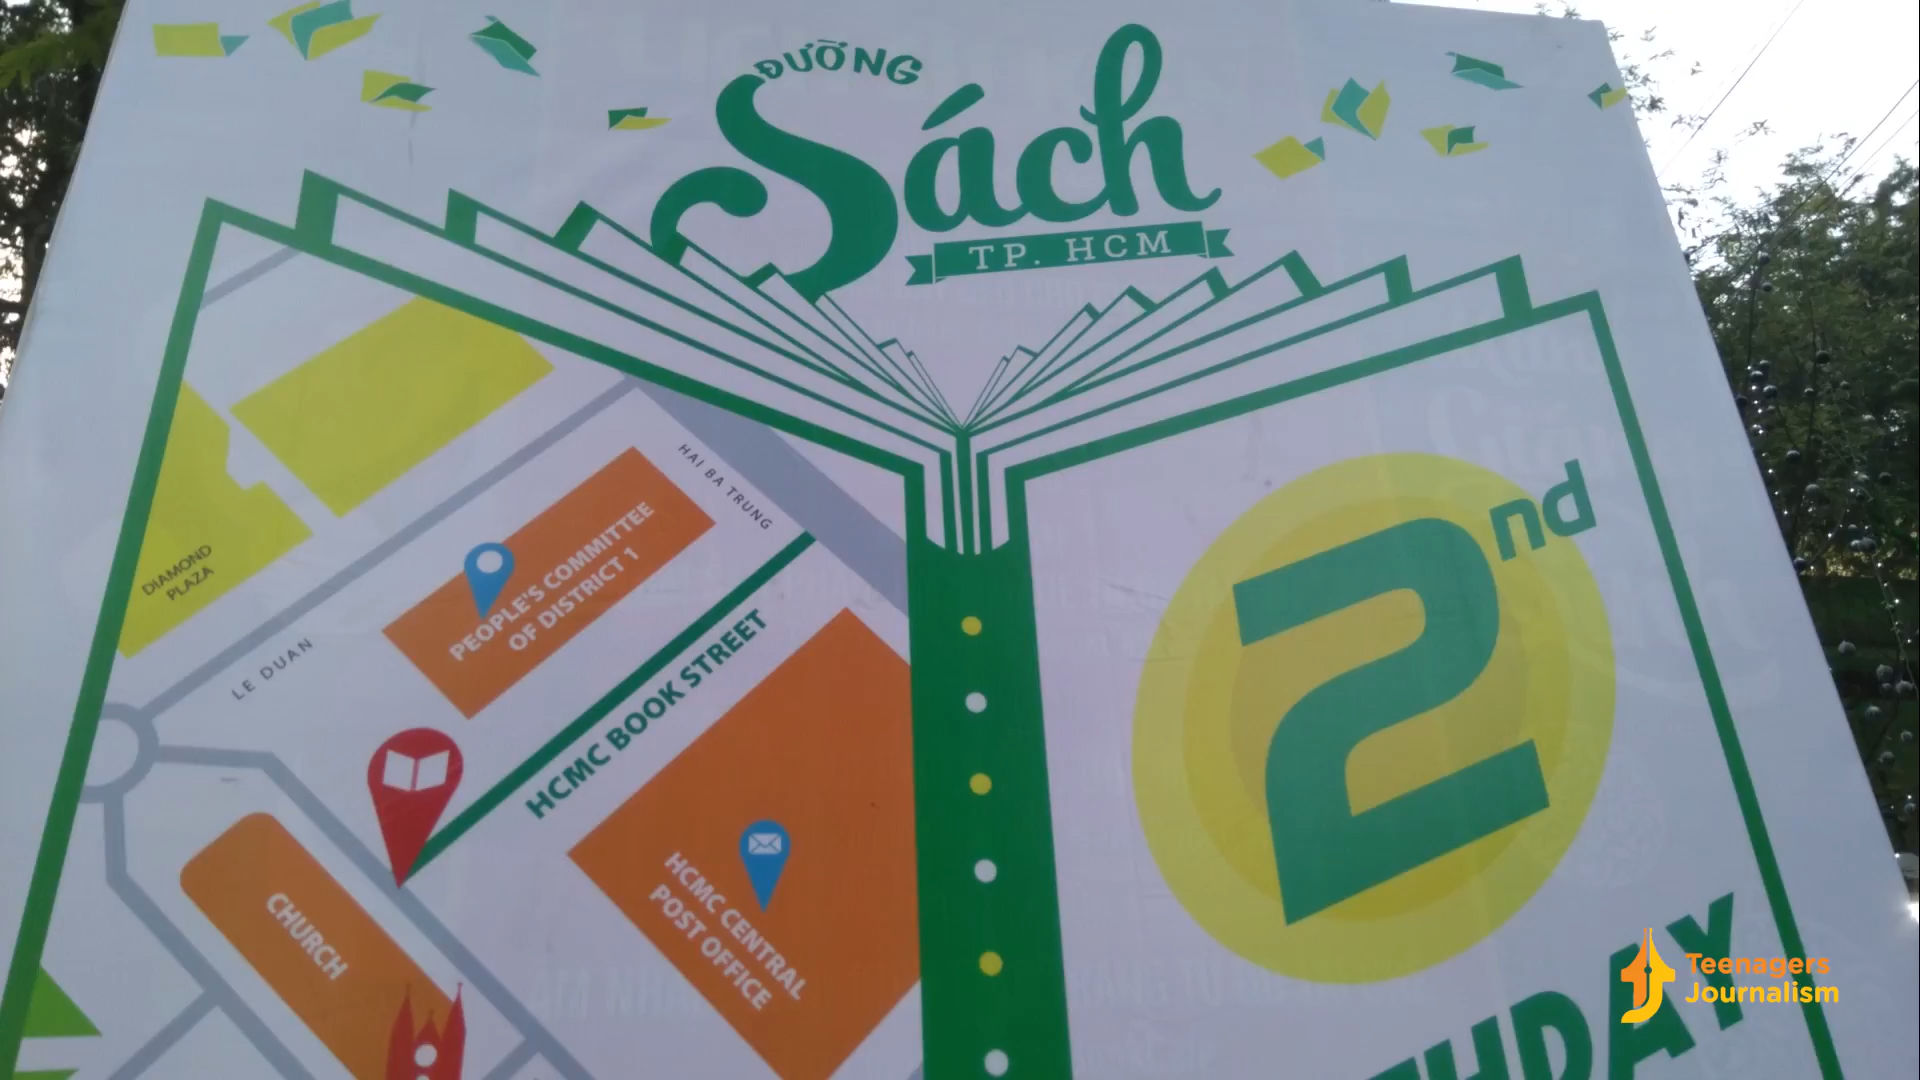 ĐƯỜNG
Sách
TP. HCM
HAI BA TRUNG
DIAMOND
PLAZA
PEOPLE'S COMMITTEE
OF DISTRICT 1
LE DUAN
HCMC BOOK STREET
CHURCH
HCMC CENTRAL
POST OFFICE
2nd
Teenagers
Journalism